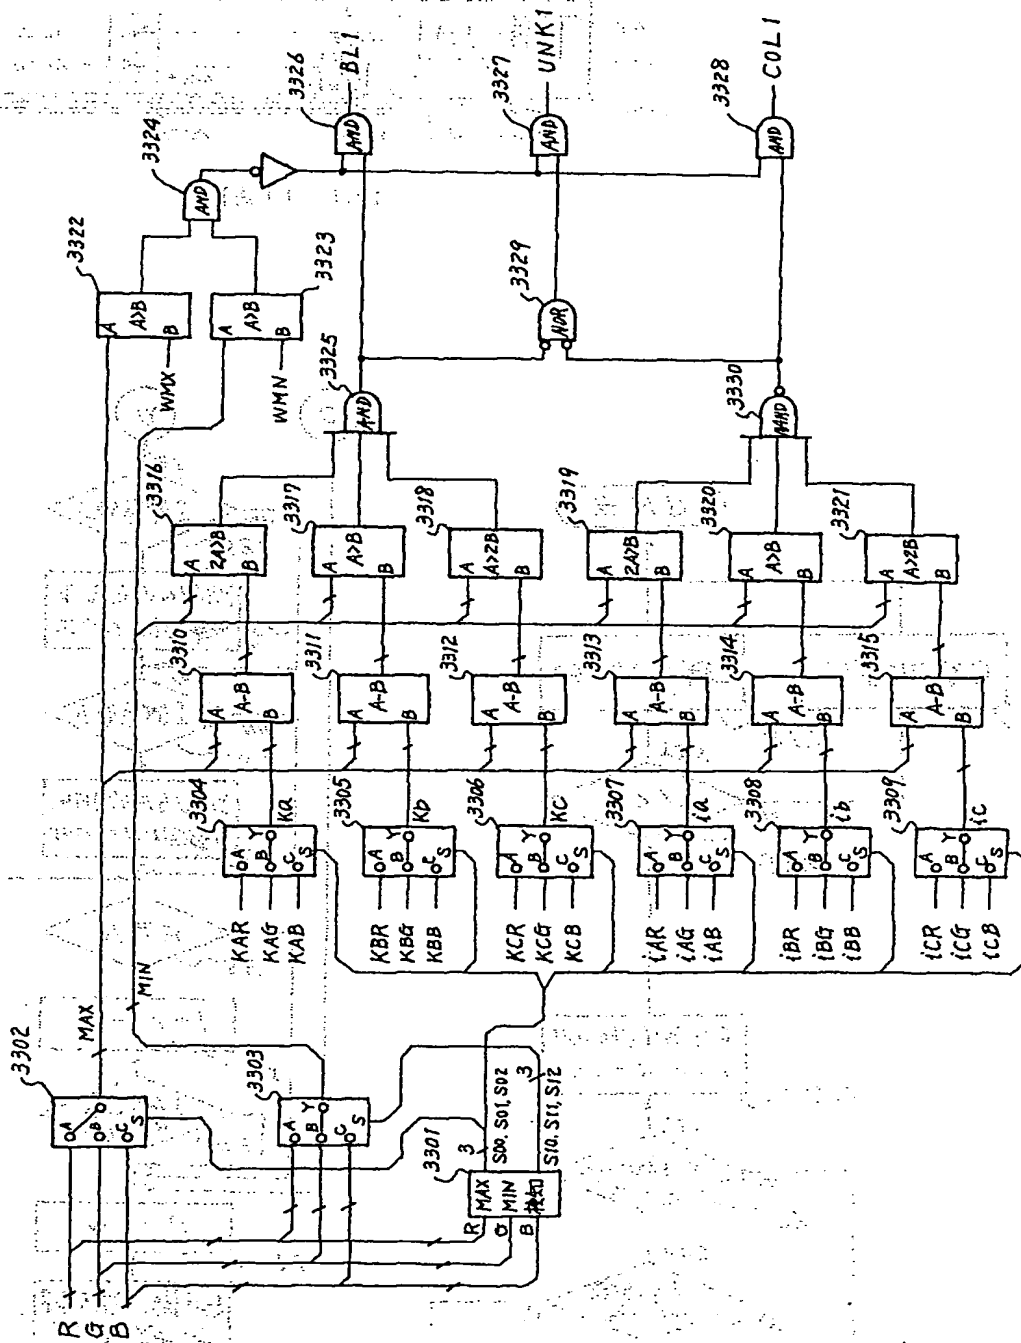 3302
A
B
C
S
MAX
R
G
B
3303
A
B
C
Y
S
MIN
3301
R
G
B
MAX
MIN
検知
3
S00, S01, S02
3
S10, S11, S12
3304
KAR
KAG
KAB
A
B
C
Y
S
Ka
3305
KBR
KBG
KBB
A
B
C
Y
S
Kb
3306
KCR
KCG
KCB
A
B
C
Y
S
KC
3307
iAR
iAG
iAB
A
B
C
Y
S
ia
3308
iBR
iBG
iBB
A
B
C
Y
S
ib
3309
iCR
iCG
iCB
A
B
C
Y
S
iC
3310
A
A-B
B
3311
A
A-B
B
3312
A
A-B
B
3313
A
A-B
B
3314
A
A-B
B
3315
A
A-B
B
3316
A
2A>B
B
3317
A
A>B
B
3318
A
A>2B
B
3319
A
2A>B
B
3320
A
A>B
B
3321
A
A>2B
B
3322
A
A>B
B
WMX
3323
A
A>B
B
WMN
3324
AND
3325
AND
3330
NAND
3329
NOR
3326
AND
BL1
3327
AND
UNK1
3328
AND
COL1